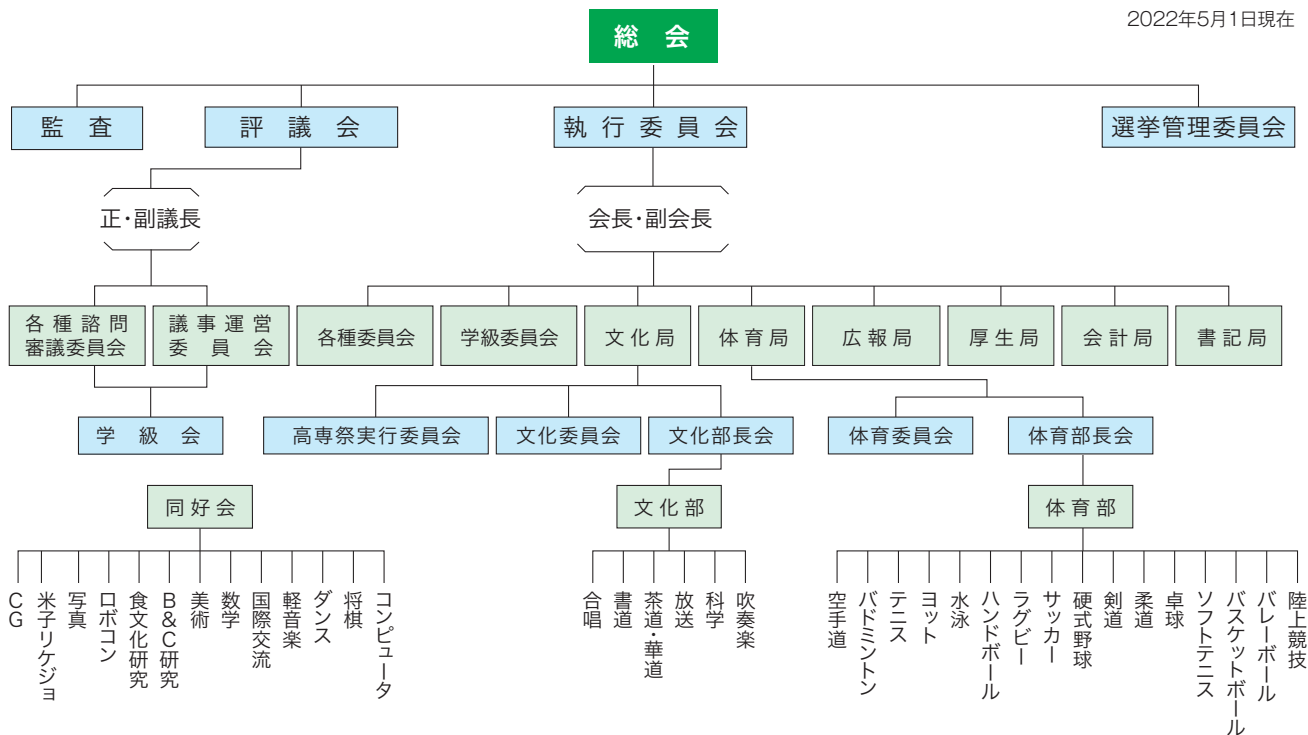 2022年5月1日現在
総会
監査
評議会
執行委員会
選挙管理委員会
正・副議長
会長・副会長
各種諮問
審議委員会
議事運営
委員会
各種委員会
学級委員会
文化局
体育局
広報局
厚生局
会計局
書記局
学級会
高専祭実行委員会
文化委員会
文化部長会
体育委員会
体育部長会
同好会
文化部
体育部
CG
米子リケジョ
写真
ロボコン
食文化研究
B&C研究
美術
数学
国際交流
軽音楽
ダンス
将棋
コンピュータ
合唱
書道
茶道・華道
放送
科学
吹奏楽
空手道
バドミントン
テニス
ヨット
水泳
ハンドボール
ラグビー
サッカー
硬式野球
剣道
柔道
卓球
ソフトテニス
バスケットボール
バレーボール
陸上競技